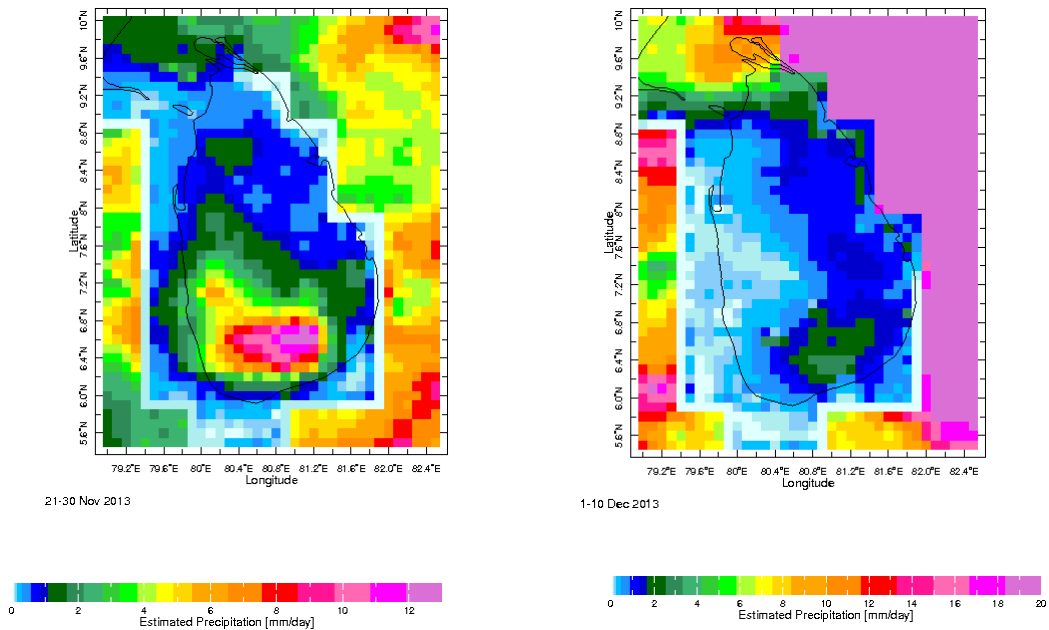 10°N
9.6°N
9.2°N
8.8°N
8.4°N
8°N
7.6°N
7.2°N
6.8°N
6.4°N
6.0°N
5.6°N
Latitude
79.2°E 79.6°E 80°E 80.4°E 80.8°E 81.2°E 81.6°E 82.0°E 82.4°E
Longitude
21-30 Nov 2013
0 2 4 6 8 10 12
Estimated Precipitation [mm/day]
10°N
9.6°N
9.2°N
8.8°N
8.4°N
8°N
7.6°N
7.2°N
6.8°N
6.4°N
6.0°N
5.6°N
Latitude
79.2°E 79.6°E 80°E 80.4°E 80.8°E 81.2°E 81.6°E 82.0°E 82.4°E
Longitude
1-10 Dec 2013
0 2 4 6 8 10 12 14 16 18 20
Estimated Precipitation [mm/day]